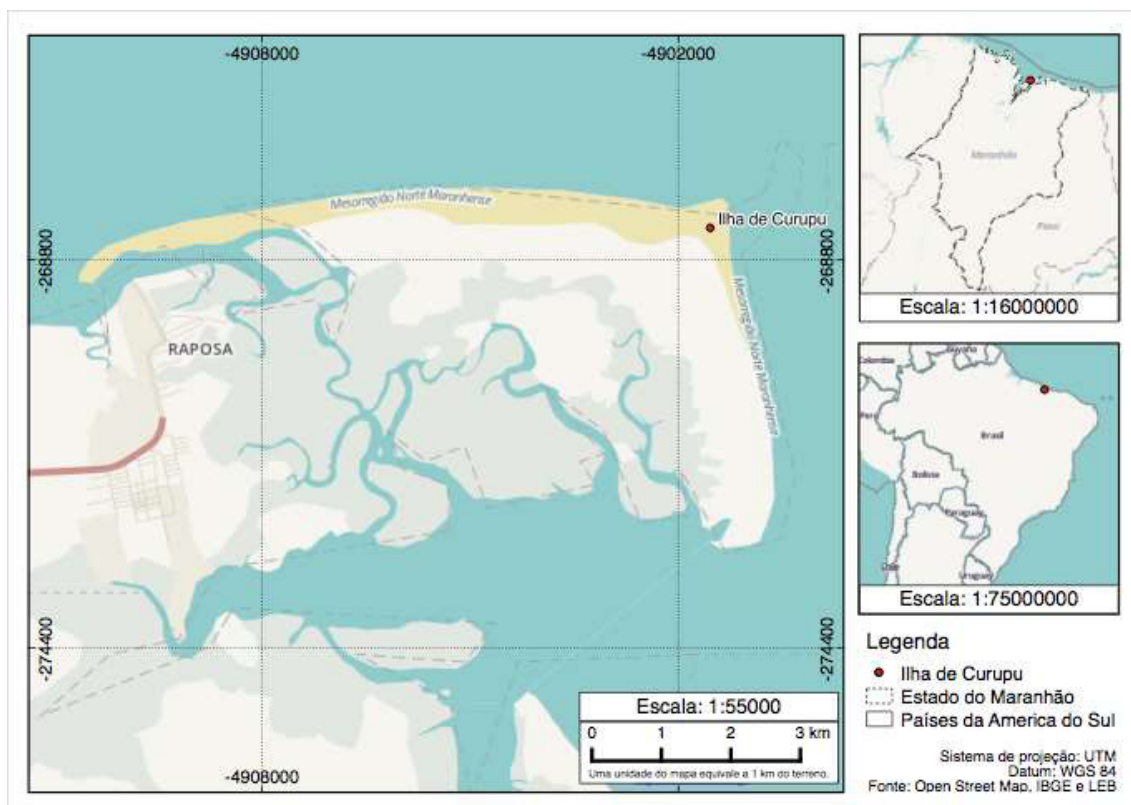 -4908000
-4902000
Mesorregião Norte Maranhense
Ilha de Curupu
-268800
-268800
RAPOSA
Mesorregião Norte Maranhense
-274400
-274400
Escala: 1:55000
0 1 2 3 km
Uma unidade do mapa equivale a 1 km do terreno.
-4908000
Maranhão
Piauí
Escala: 1:16000000
Colombia
Guyana
Peru
Brasil
Bolivia
Paraguay
Chile
Uruguay
Escala: 1:75000000
Legenda
Ilha de Curupu
Estado do Maranhão
Países da America do Sul
Sistema de projeção: UTM
Datum: WGS 84
Fonte: Open Street Map, IBGE e LEB